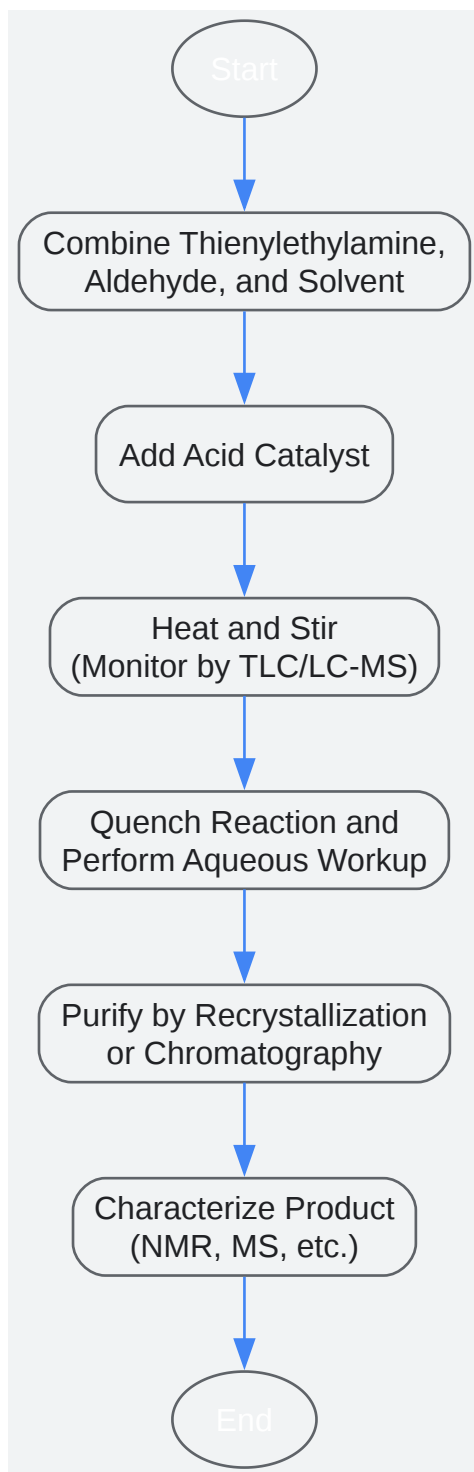 Start
Combine Thienylethylamine,
Aldehyde, and Solvent
Add Acid Catalyst
Heat and Stir
(Monitor by TLC/LC-MS)
Quench Reaction and
Perform Aqueous Workup
Purify by Recrystallization
or Chromatography
Characterize Product
(NMR, MS, etc.)
End